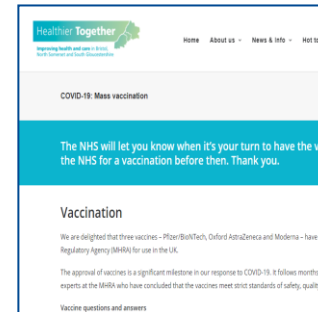 Healthier Together
Improving health and care in Bristol,
North Somerset and South Gloucestershire
Home About us News & info Hot to
COVID-19: Mass vaccination
The NHS will let you know when it's your turn to have the v
the NHS for a vaccination before then. Thank you.
Vaccination
We are delighted that three vaccines – Pfizer/BioNTech, Oxford AstraZeneca and Moderna – have
Regulatory Agency (MHRA) for use in the UK.
The approval of vaccines is a significant milestone in our response to COVID-19. It follows months
experts at the MHRA who have concluded that the vaccines meet strict standards of safety, quality
Vaccine questions and answers